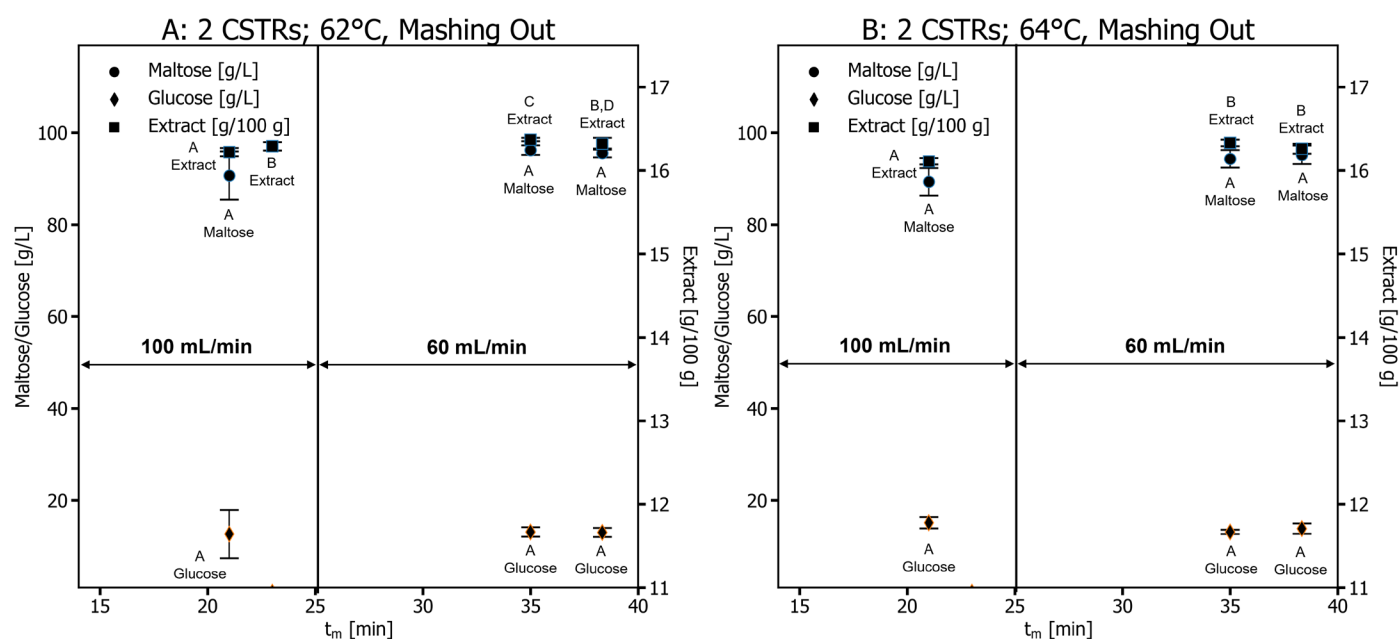 A: 2 CSTRs; 62°C, Mashing Out
Maltose [g/L]
Glucose [g/L]
Extract [g/100 g]
A
Extract
B
Extract
A
Maltose
C
Extract
B,D
Extract
A
Maltose
A
Maltose
100 mL/min
60 mL/min
A
Glucose
A
Glucose
A
Glucose
100
80
60
40
20
Maltose/Glucose [g/L]
17
16
15
14
13
12
11
Extract [g/100 g]
15
20
25
30
35
40
tm [min]
B: 2 CSTRs; 64°C, Mashing Out
Maltose [g/L]
Glucose [g/L]
Extract [g/100 g]
A
Extract
A
Maltose
B
Extract
B
Extract
A
Maltose
A
Maltose
100 mL/min
60 mL/min
A
Glucose
A
Glucose
A
Glucose
100
80
60
40
20
Maltose/Glucose [g/L]
17
16
15
14
13
12
11
Extract [g/100 g]
15
20
25
30
35
40
tm [min]